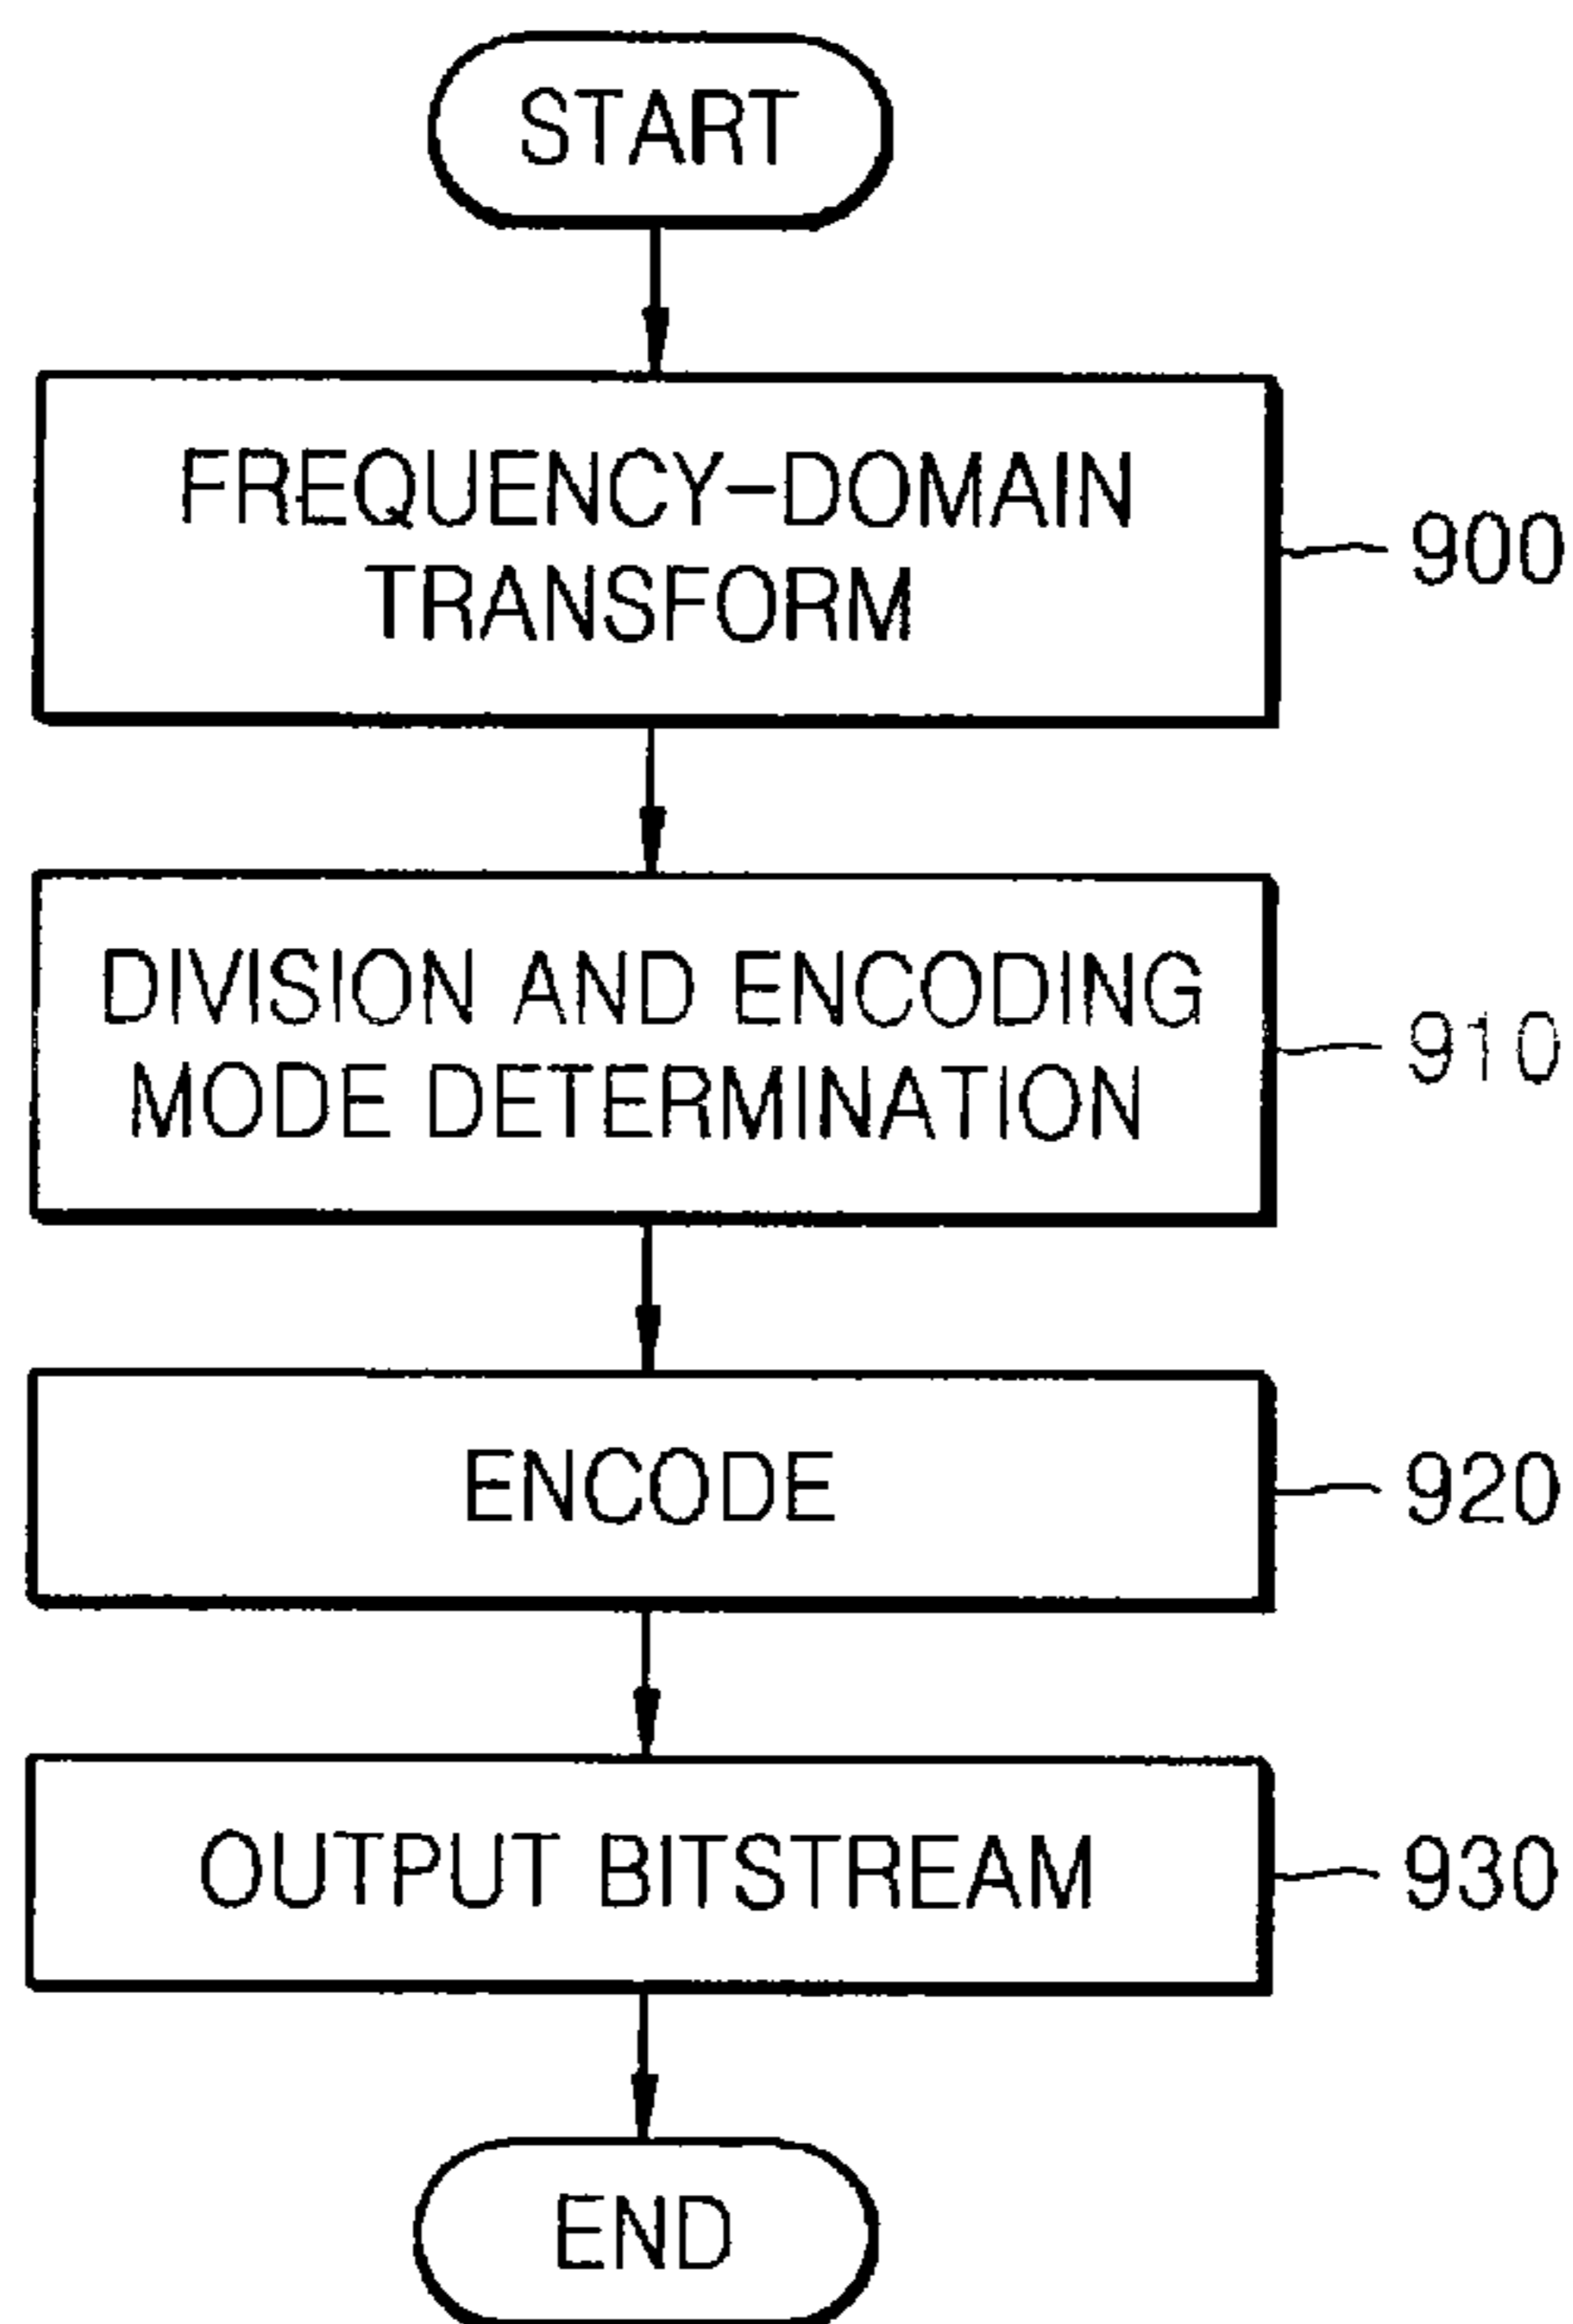 START
FREQUENCY-DOMAIN
TRANSFORM
900
DIVISION AND ENCODING
MODE DETERMINATION
910
ENCODE
920
OUTPUT BITSTREAM
930
END